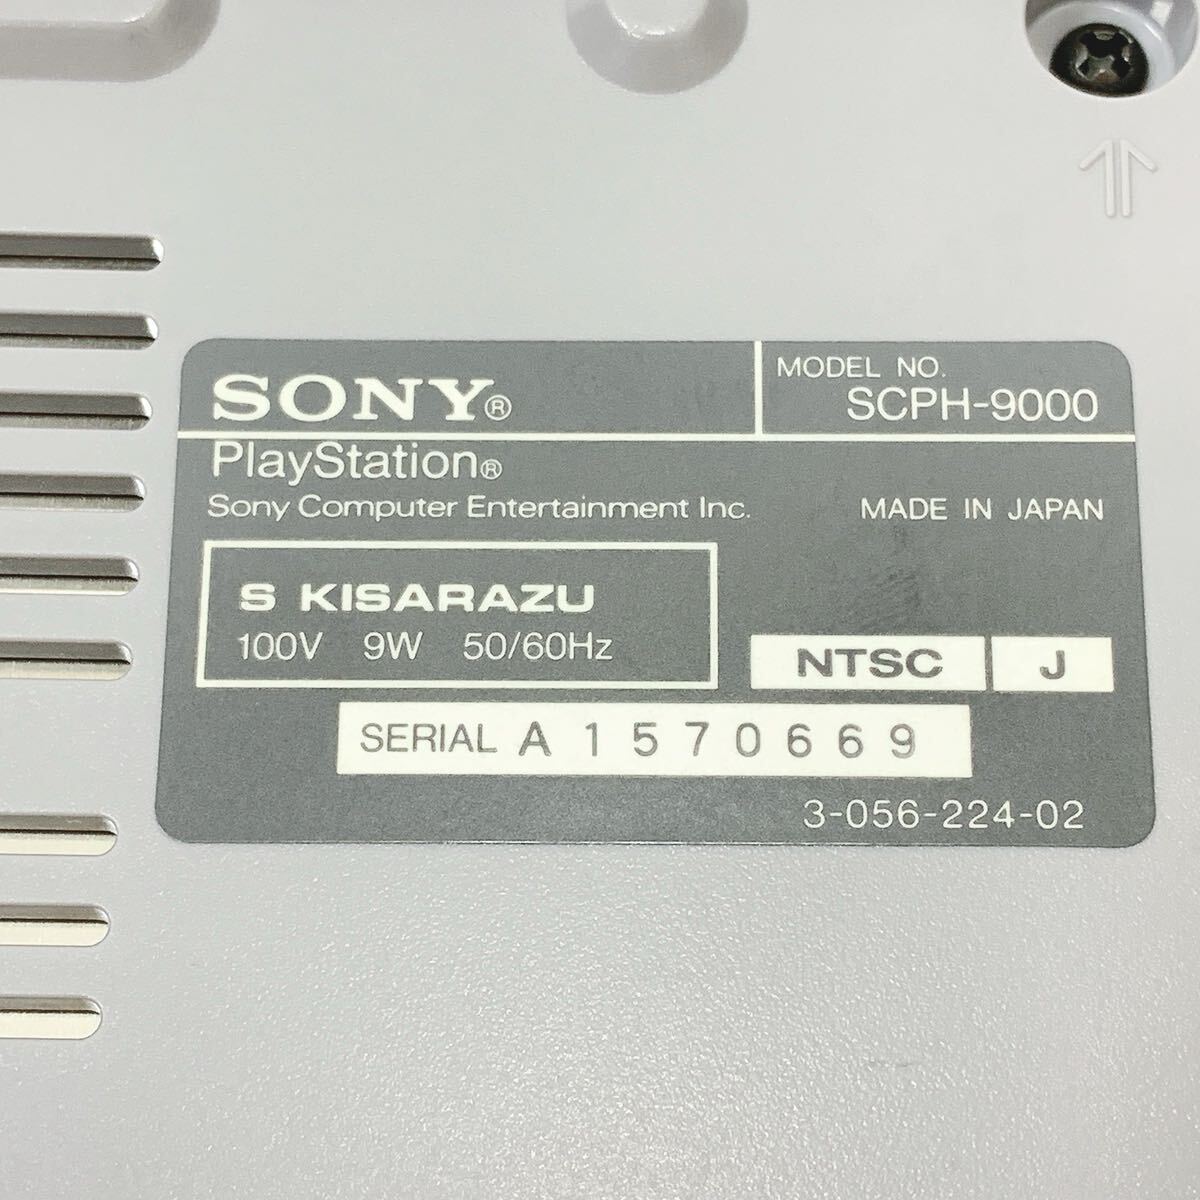 SONY®
MODEL NO.
SCPH-9000
PlayStation®
Sony Computer Entertainment Inc.
MADE IN JAPAN
S KISARAZU
100V 9W 50/60Hz
NTSC J
SERIAL A1570669
3-056-224-02